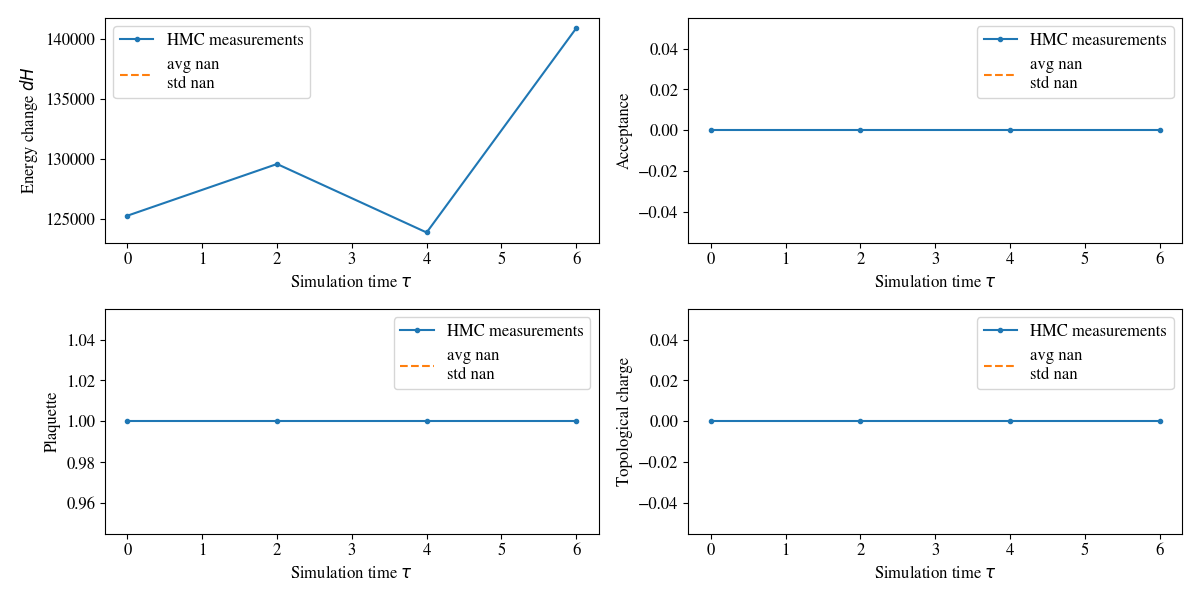 140000
135000
130000
125000
Energy change dH
HMC measurements
avg nan
std nan
0 1 2 3 4 5 6
Simulation time τ
0.04
0.02
0.00
−0.02
−0.04
Acceptance
HMC measurements
avg nan
std nan
0 1 2 3 4 5 6
Simulation time τ
1.04
1.02
1.00
0.98
0.96
Plaquette
HMC measurements
avg nan
std nan
0 1 2 3 4 5 6
Simulation time τ
0.04
0.02
0.00
−0.02
−0.04
Topological charge
HMC measurements
avg nan
std nan
0 1 2 3 4 5 6
Simulation time τ